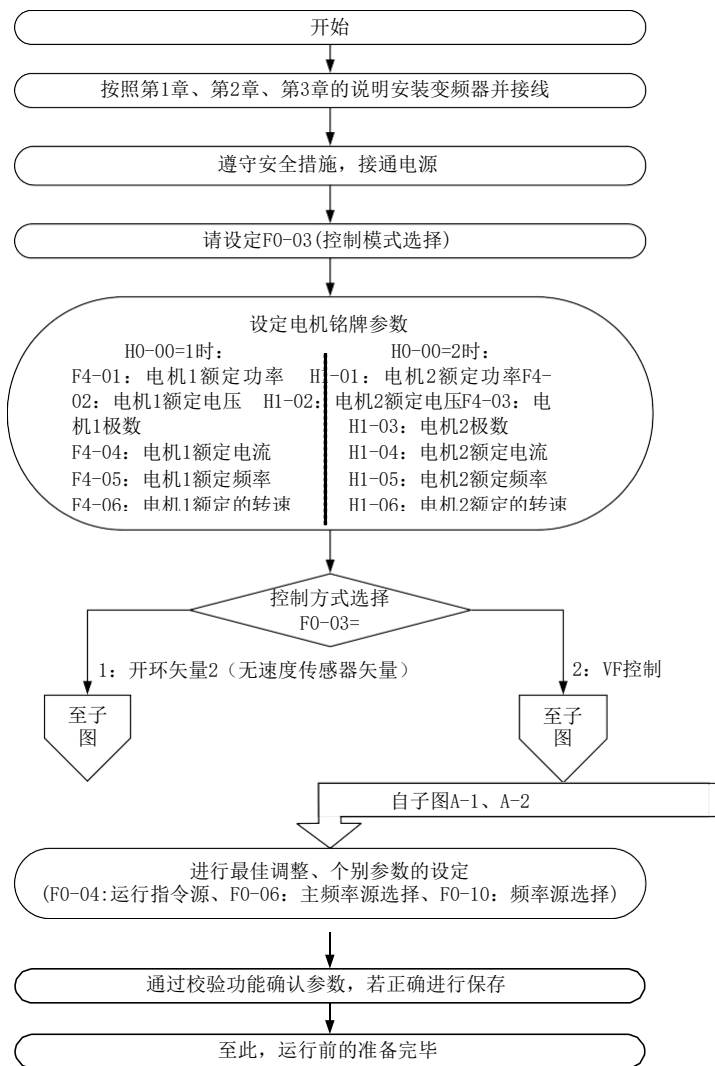 开始
按照第1章、第2章、第3章的说明安装变频器并接线
遵守安全措施，接通电源
请设定F0-03(控制模式选择)
设定电机铭牌参数
H0-00=1时： H0-00=2时：
F4-01：电机1额定功率 H1-01：电机2额定功率F4-
02：电机1额定电压 H1-02：电机2额定电压F4-03：电
机1极数 H1-03：电机2极数
F4-04：电机1额定电流 H1-04：电机2额定电流
F4-05：电机1额定频率 H1-05：电机2额定频率
F4-06：电机1额定的转速 H1-06：电机2额定的转速
控制方式选择
F0-03=
1：开环矢量2（无速度传感器矢量） 2：VF控制
至子
图
至子
图
自子图A-1、A-2
进行最佳调整、个别参数的设定
(F0-04:运行指令源、F0-06：主频率源选择、F0-10：频率源选择)
通过校验功能确认参数，若正确进行保存
至此，运行前的准备完毕